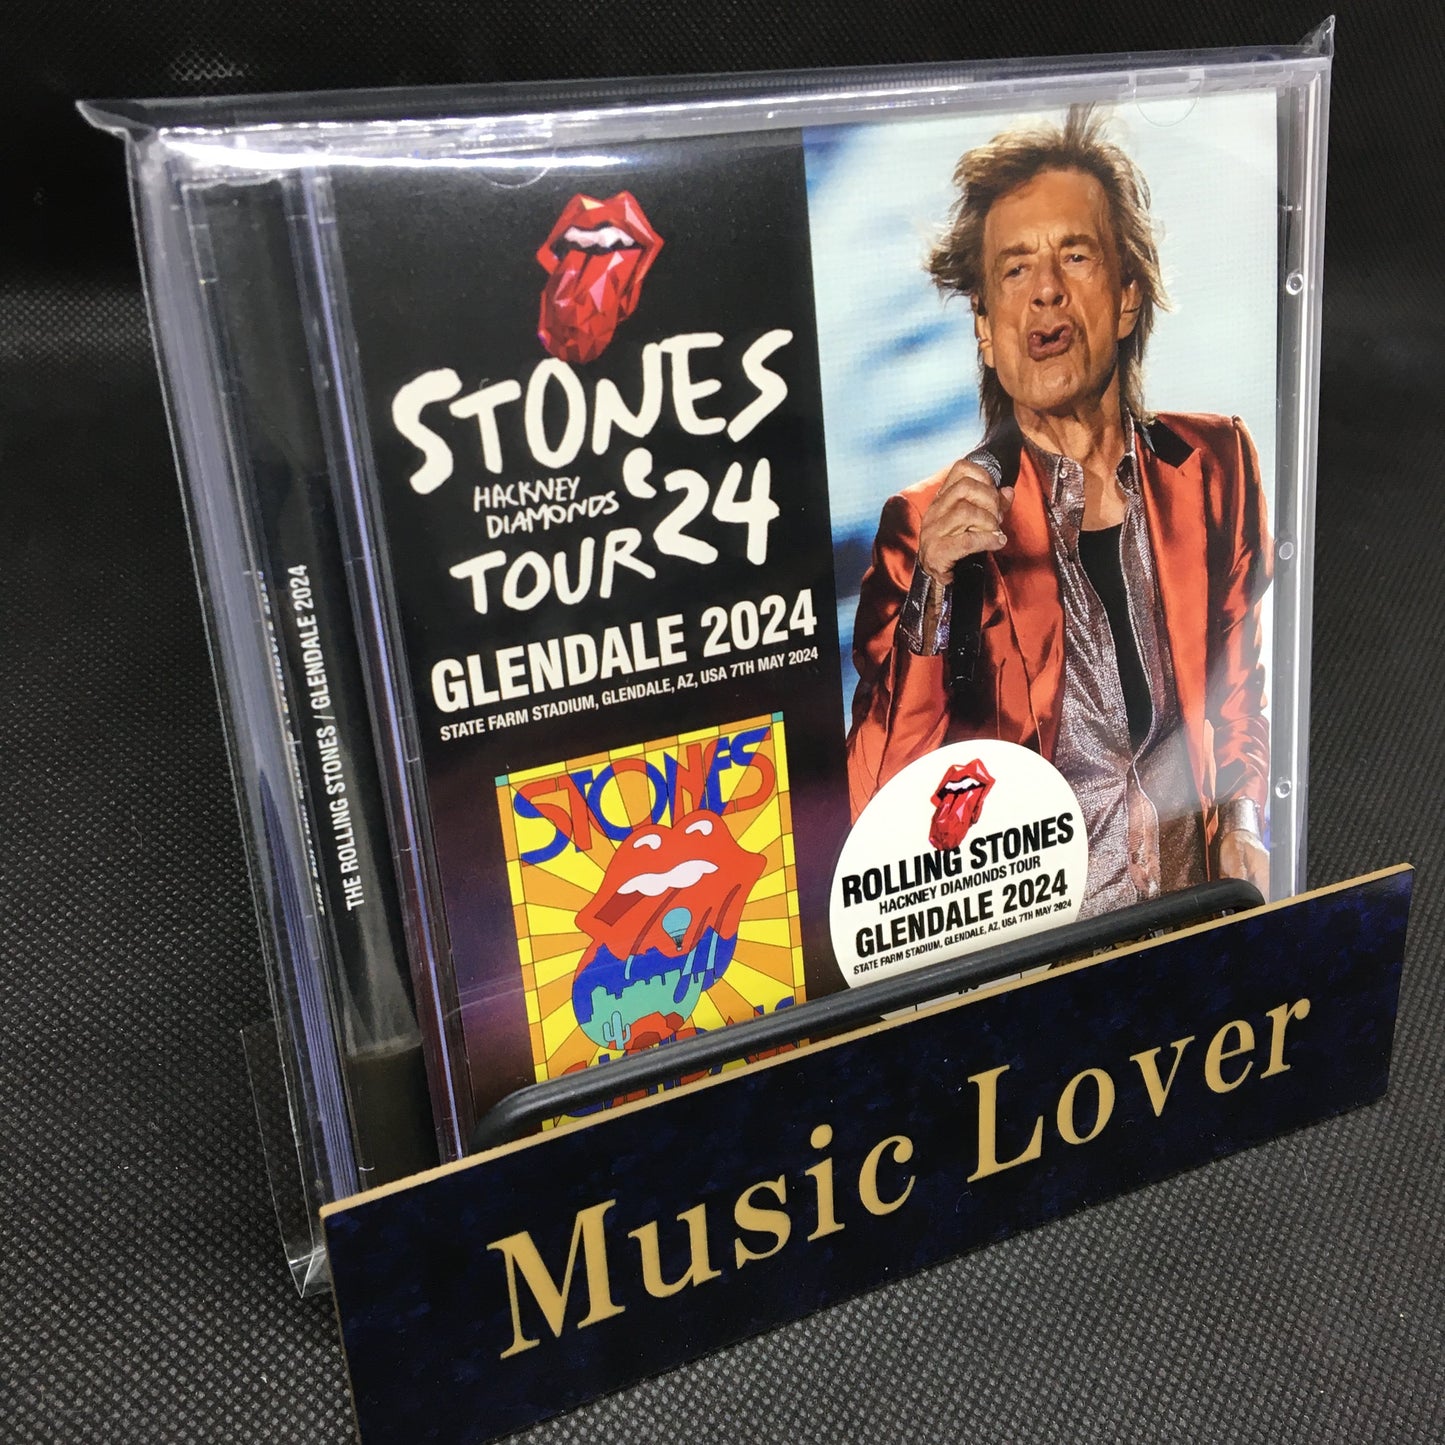 STONES
HACKNEY
DIAMONDS
TOUR '24
GLENDALE 2024
STATE FARM STADIUM, GLENDALE, AZ, USA 7TH MAY 2024
THE ROLLING STONES / GLENDALE 2024
STONES
ROLLING STONES
HACKNEY DIAMONDS TOUR
GLENDALE 2024
STATE FARM STADIUM, GLENDALE, AZ, USA 7TH MAY 2024
Music Lover